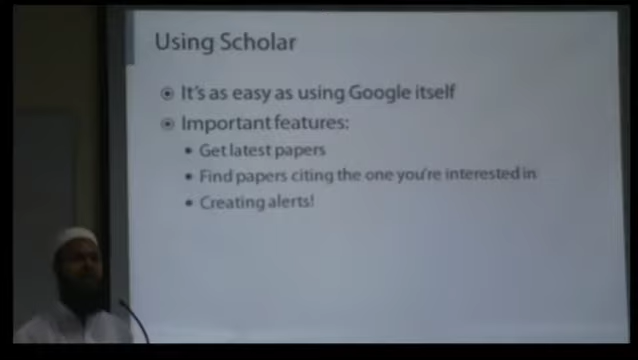 Using Scholar
It's as easy as using Google itself
Important features:
Get latest papers
Find papers citing the one you're interested in
Creating alerts!